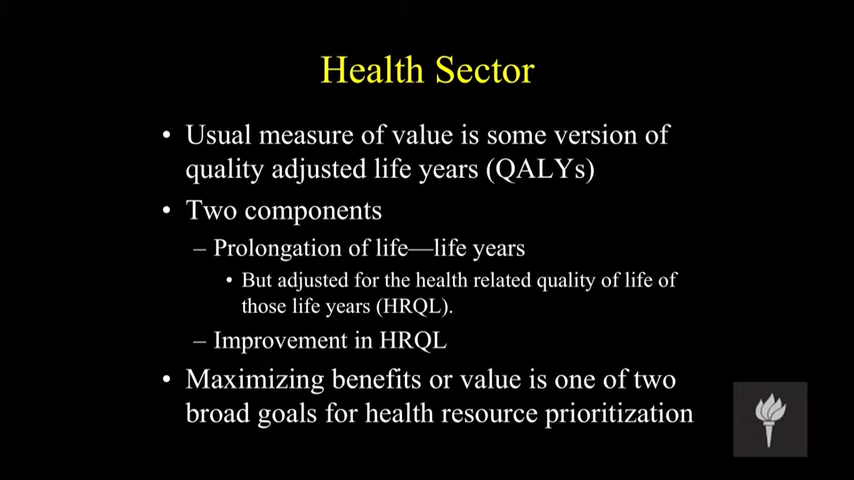 Health Sector
• Usual measure of value is some version of
quality adjusted life years (QALYs)
• Two components
– Prolongation of life—life years
• But adjusted for the health related quality of life of
those life years (HRQL).
– Improvement in HRQL
• Maximizing benefits or value is one of two
broad goals for health resource prioritization